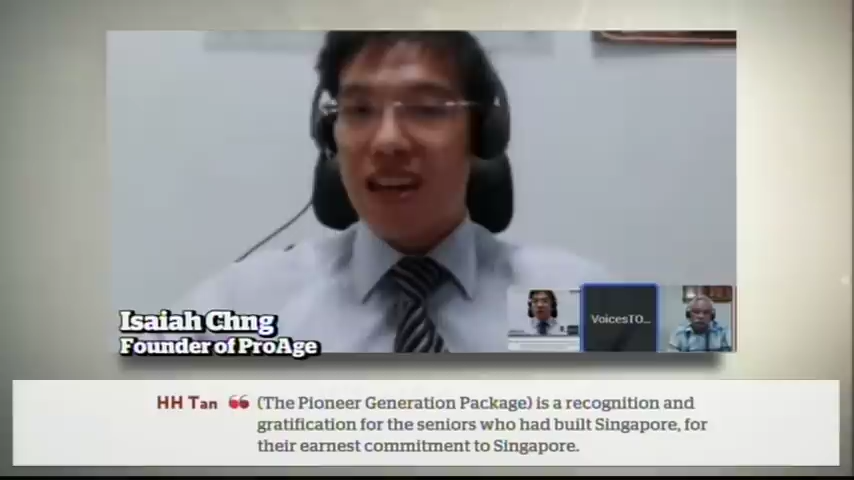 VoicesTO...
Isaiah Chng
Founder of ProAge
HH Tan (The Pioneer Generation Package) is a recognition and
gratification for the seniors who had built Singapore, for
their earnest commitment to Singapore.